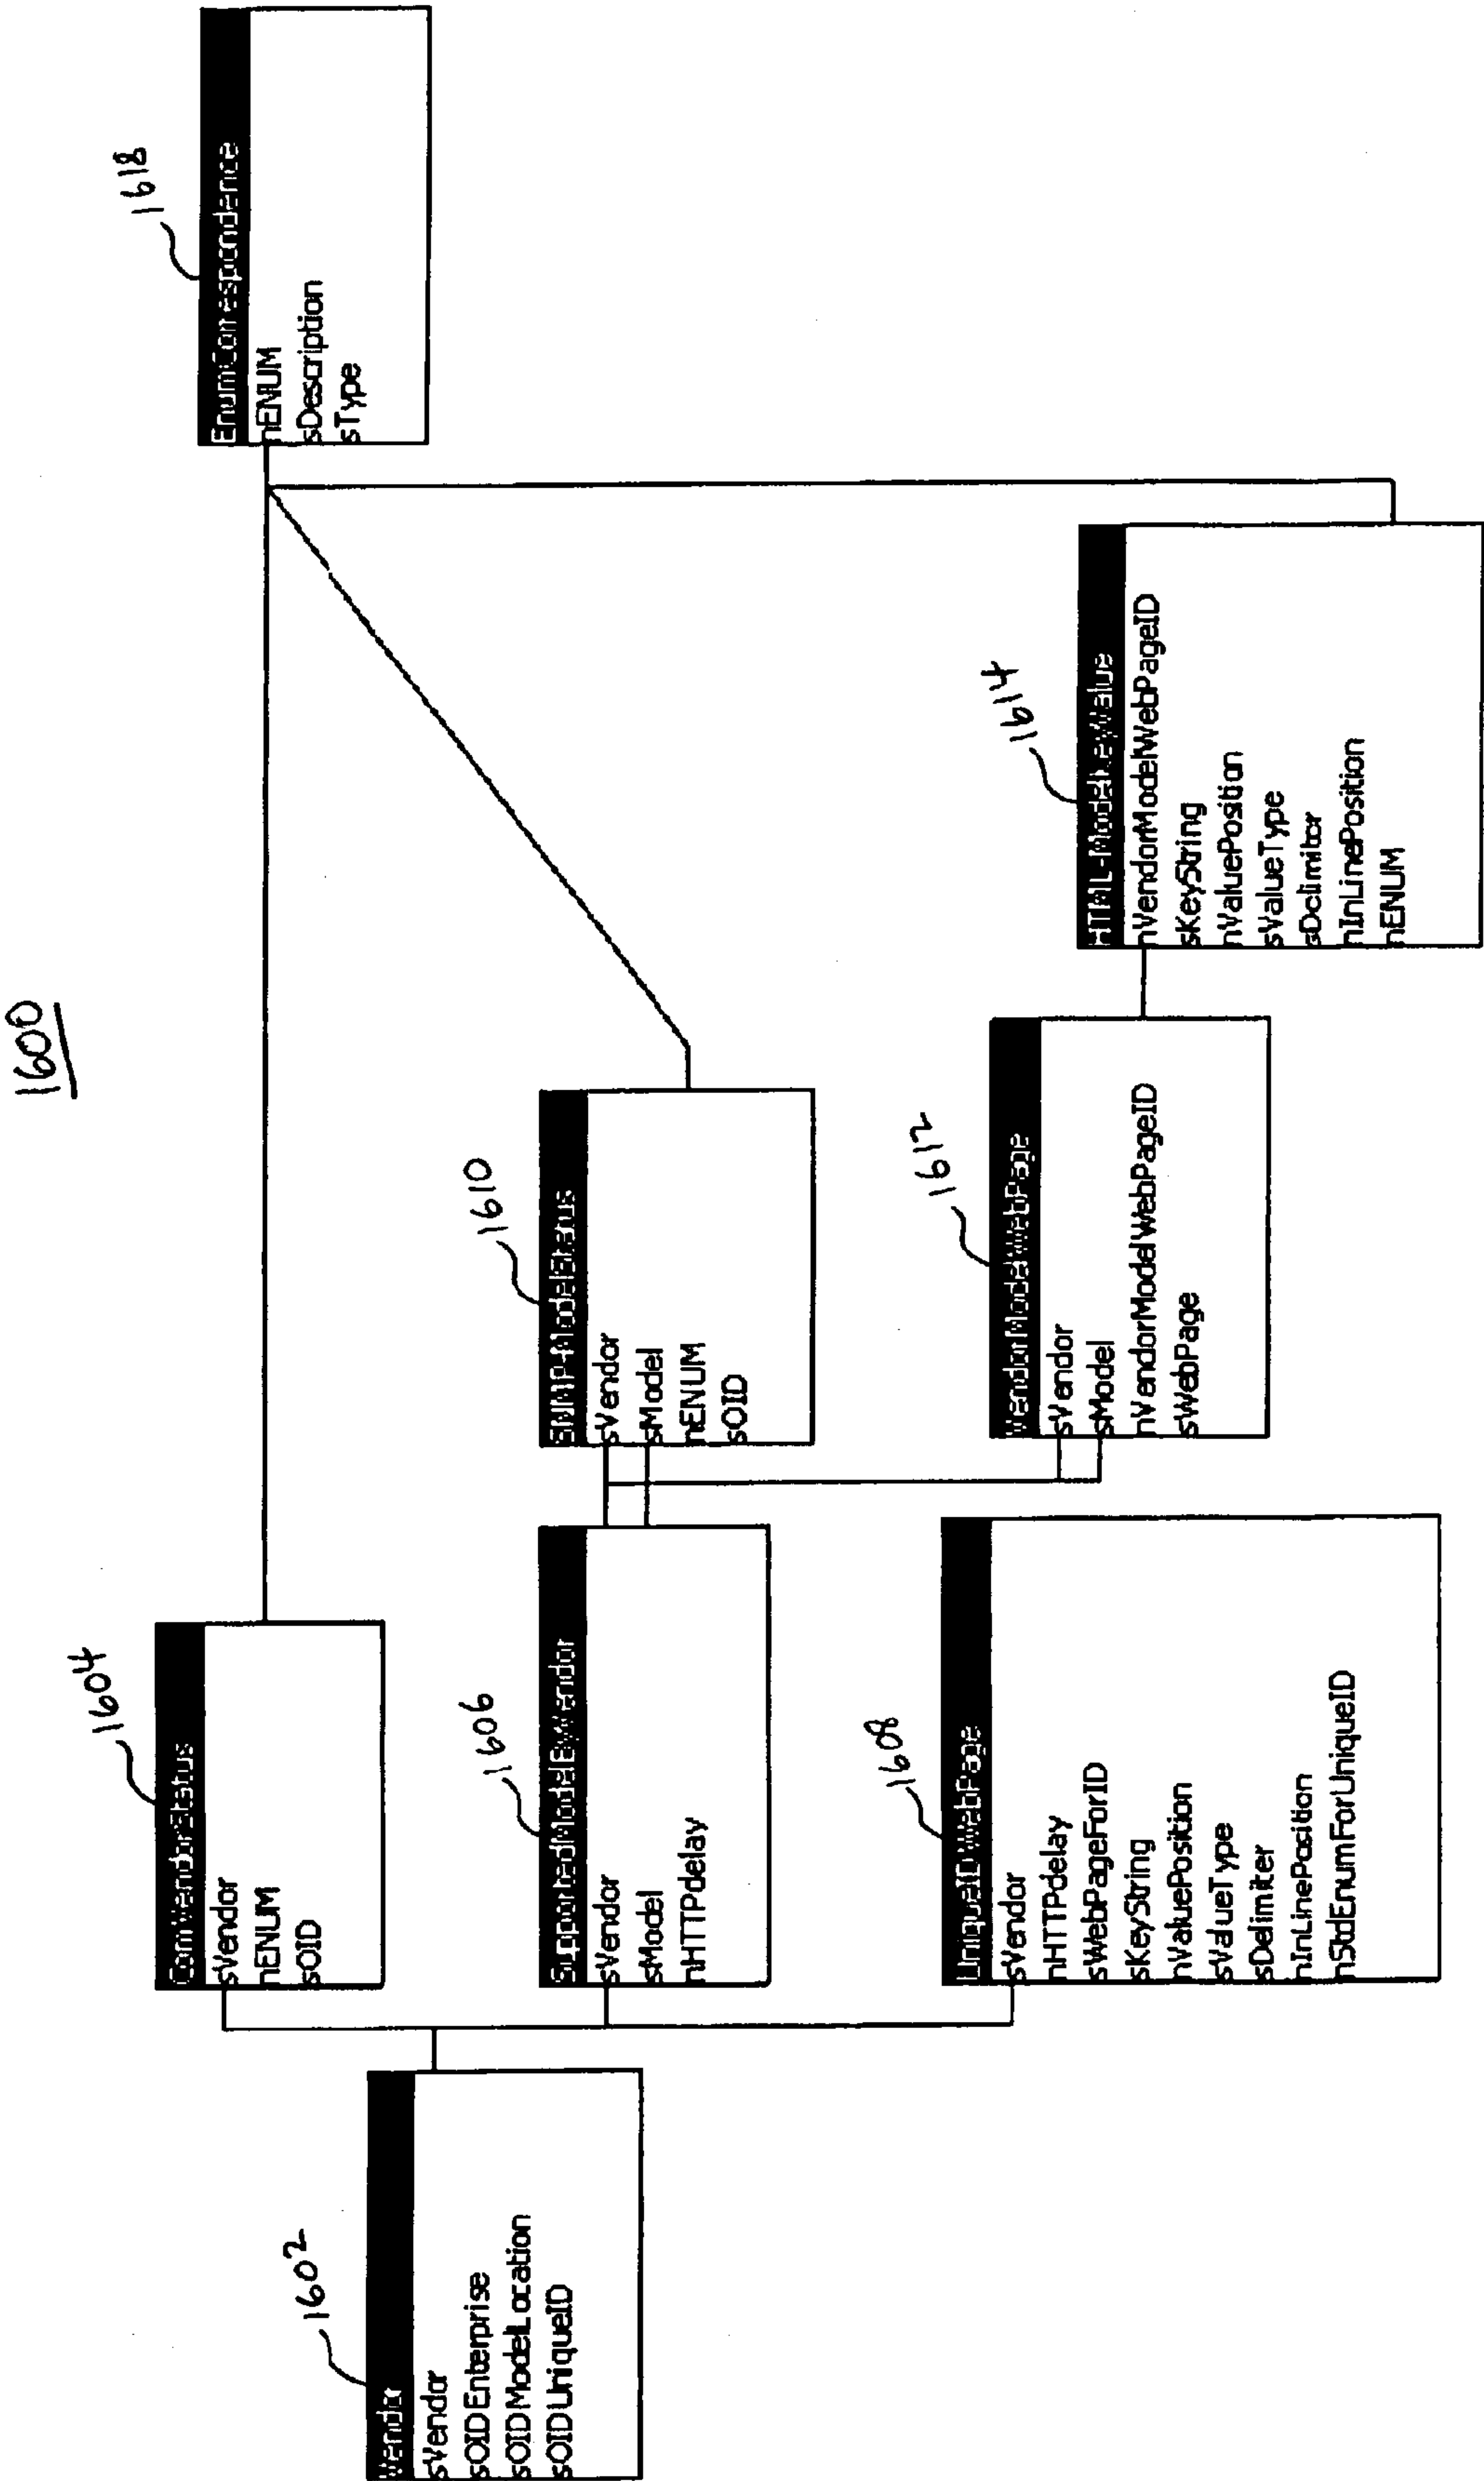 1600
1602
Vendor
sVendor
sOIDEnterprise
sOIDModelLocation
sOIDUniqueID
1604
ComVendorStatus
sVendor
nENUM
sOID
1606
SupportedModelByVendor
sVendor
sModel
nHTTPdelay
1608
UniqueIDWebPage
sVendor
nHTTPdelay
sWebPageForID
sKeyString
nValuePosition
sValueType
sDelimiter
nInLinePosition
nStdEnumForUniqueID
1610
SNMP-ModelStatus
sVendor
sModel
nENUM
sOID
1612
VendorModelWebPage
sVendor
sModel
nVendorModelWebPageID
sWebPage
1614
HTML-ModelKeyValue
nVendorModelWebPageID
sKeyString
nValuePosition
sValueType
sDelimitor
nInLinePosition
nENUM
1618
EnumCorrespondence
nENUM
sDescription
sType